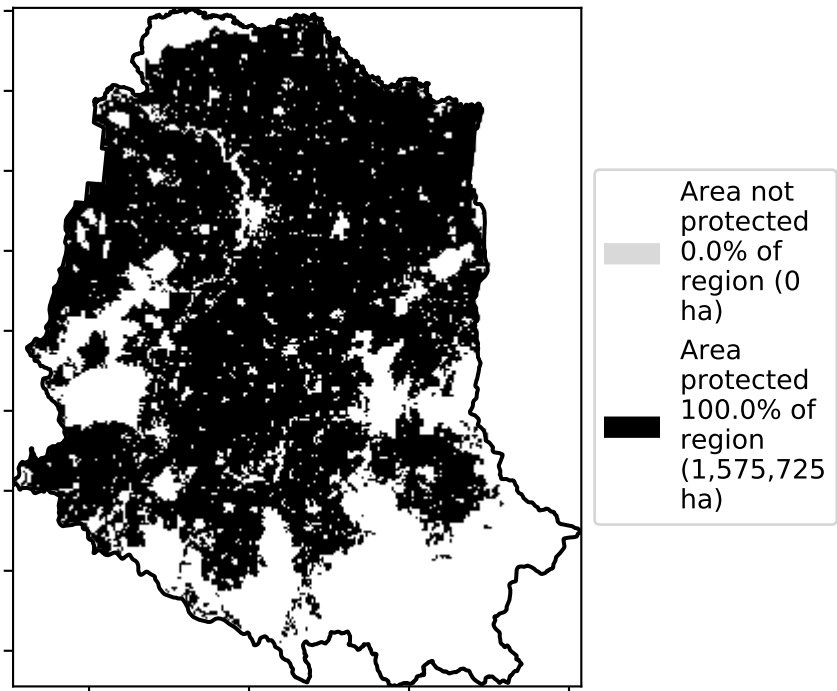 Area not
protected
0.0% of
region (0
ha)
Area
protected
100.0% of
region
(1,575,725
ha)